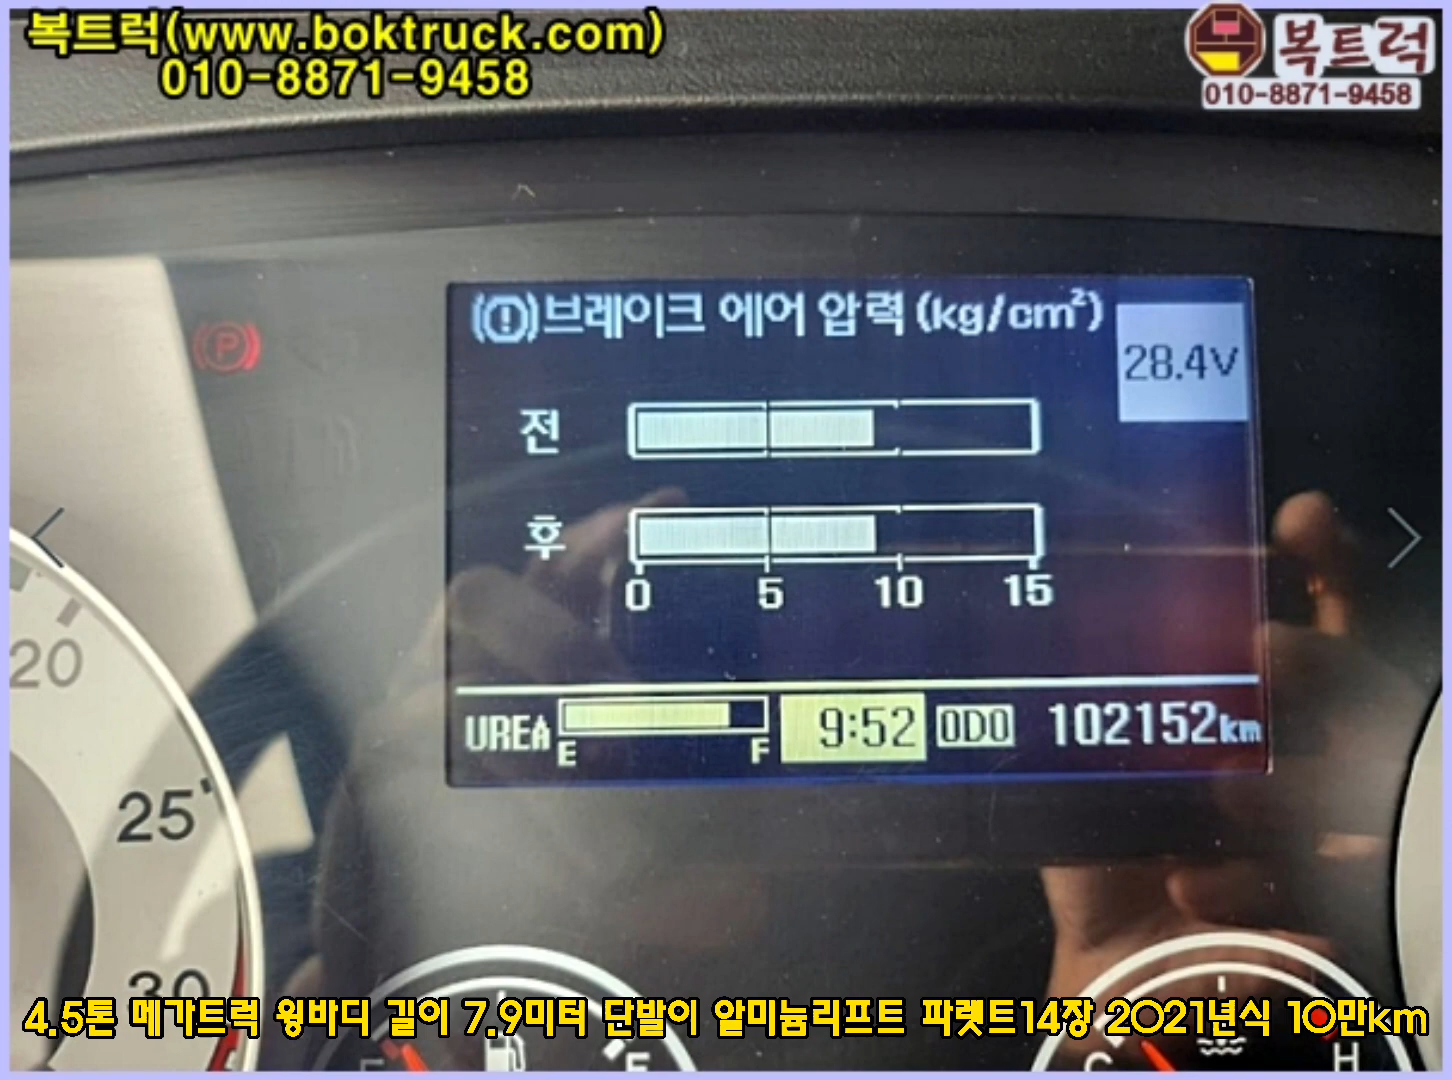 복트럭(www.boktruck.com)
010-8871-9458
복트럭
010-8871-9458
(!)브레이크 에어 압력(kg/cm²)
28.4V
(P)
전
후
0 5 10 15
UREA E F 9:52 ODO 102152km
20
25
30
4.5톤 메가트럭 윙바디 길이 7.9미터 단발이 알미늄리프트 파렛트14장 2021년식 10만km
E F
C H